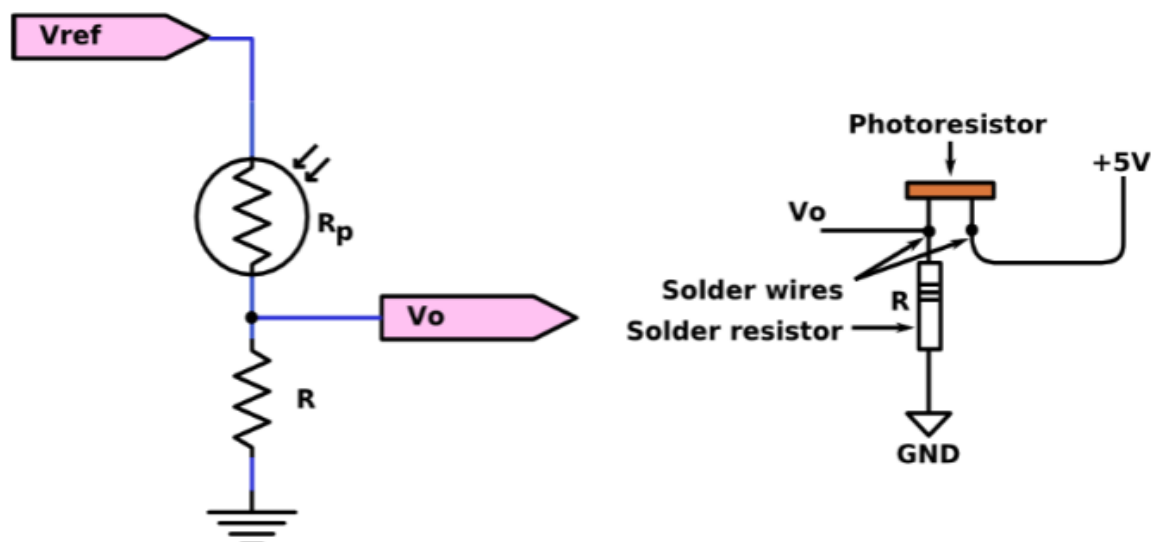 Vref
Rp
Vo
R
Photoresistor
+5V
Vo
Solder wires
R
Solder resistor
GND